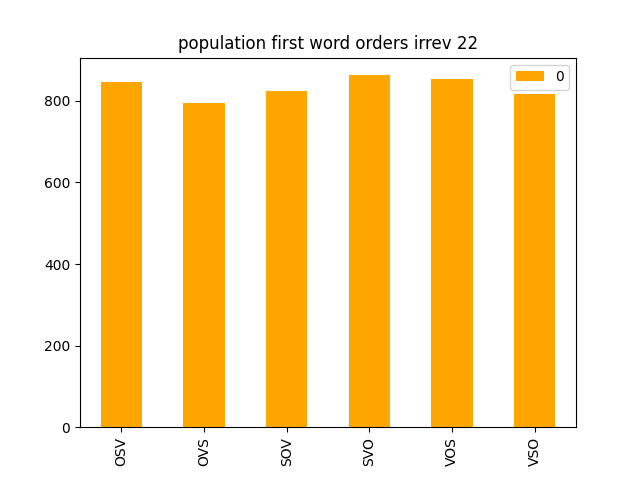 population first word orders irrev 22
0
800
600
400
200
0
OSV
OVS
SOV
SVO
VOS
VSO